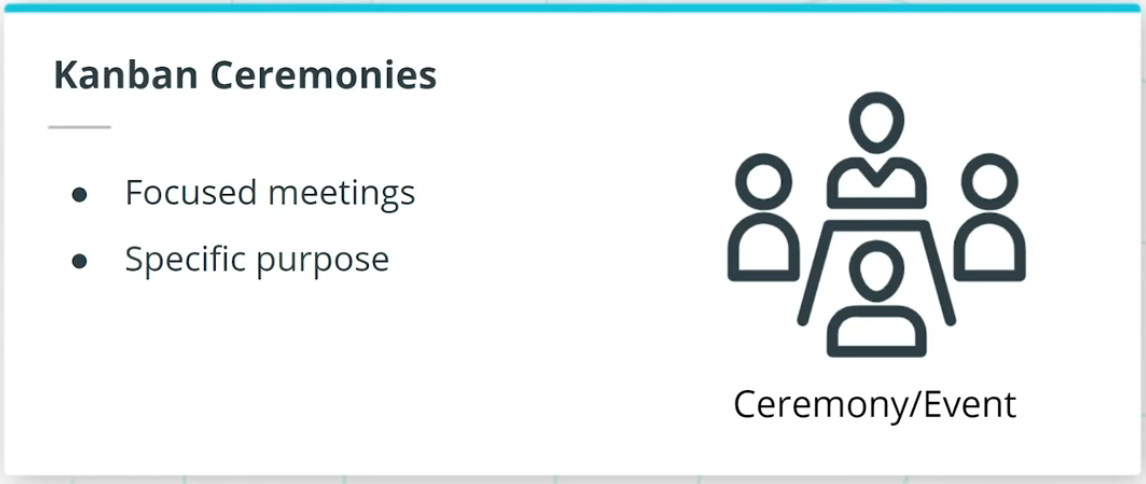 Kanban Ceremonies
● Focused meetings
● Specific purpose
Ceremony/Event